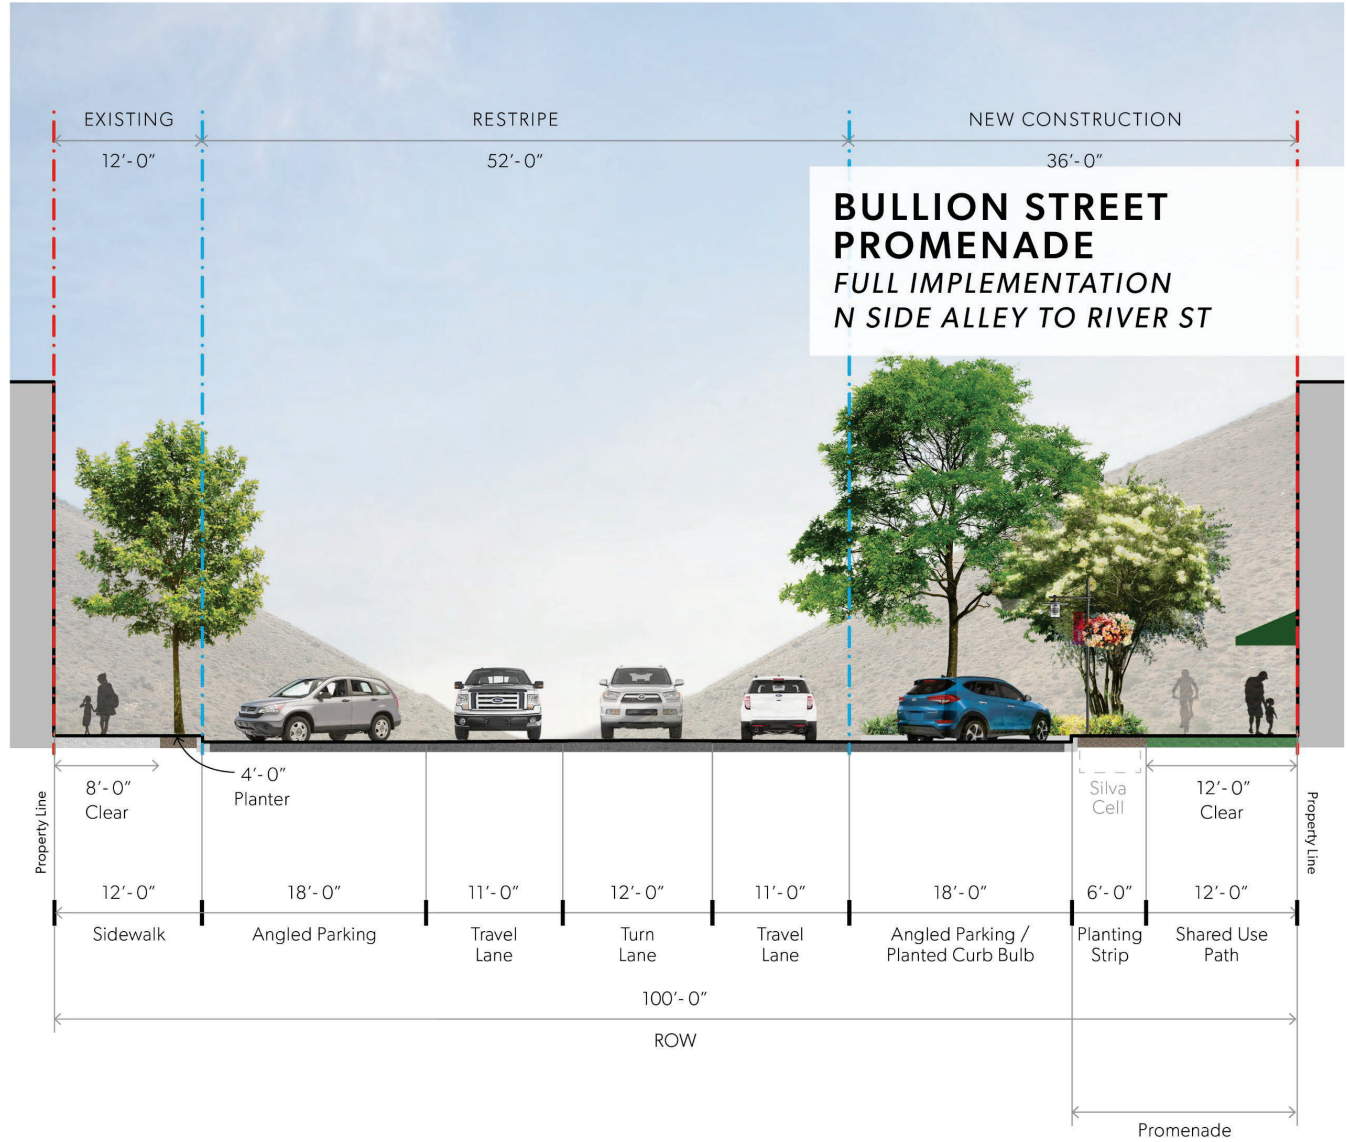 EXISTING
RESTRIPE
NEW CONSTRUCTION
12'-0"
52'-0"
36'-0"
BULLION STREET
PROMENADE
FULL IMPLEMENTATION
N SIDE ALLEY TO RIVER ST
8'-0"
Clear
4'-0"
Planter
Silva
Cell
12'-0"
Clear
Property Line
Property Line
12'-0"
18'-0"
11'-0"
12'-0"
11'-0"
18'-0"
6'-0"
12'-0"
Sidewalk
Angled Parking
Travel
Lane
Turn
Lane
Travel
Lane
Angled Parking /
Planted Curb Bulb
Planting
Strip
Shared Use
Path
100'-0"
ROW
Promenade